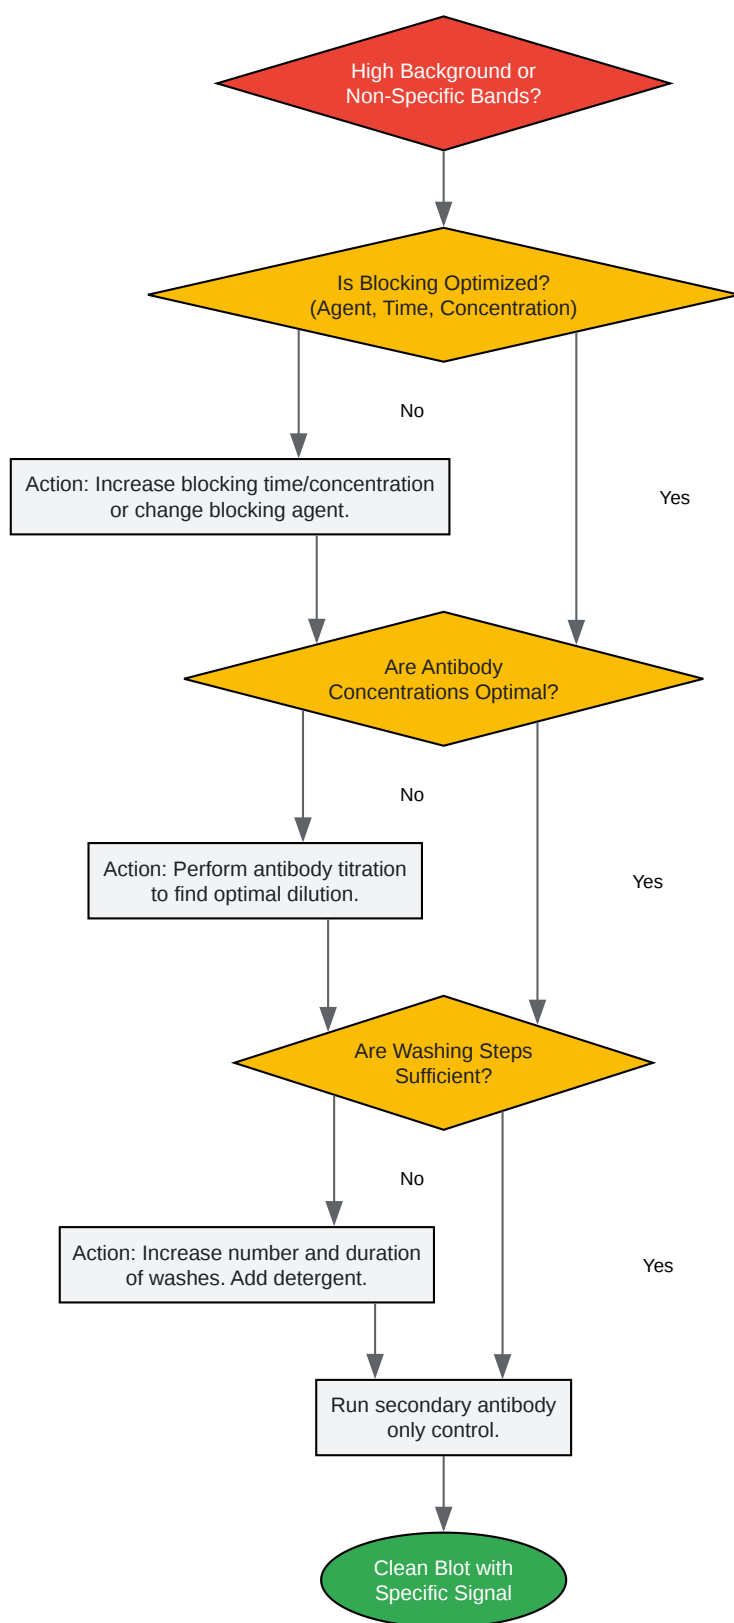 High Background or
Non-Specific Bands?
Is Blocking Optimized?
(Agent, Time, Concentration)
No
Action: Increase blocking time/concentration
or change blocking agent.
Yes
Are Antibody
Concentrations Optimal?
No
Action: Perform antibody titration
to find optimal dilution.
Yes
Are Washing Steps
Sufficient?
No
Action: Increase number and duration
of washes. Add detergent.
Yes
Run secondary antibody
only control.
Clean Blot with
Specific Signal